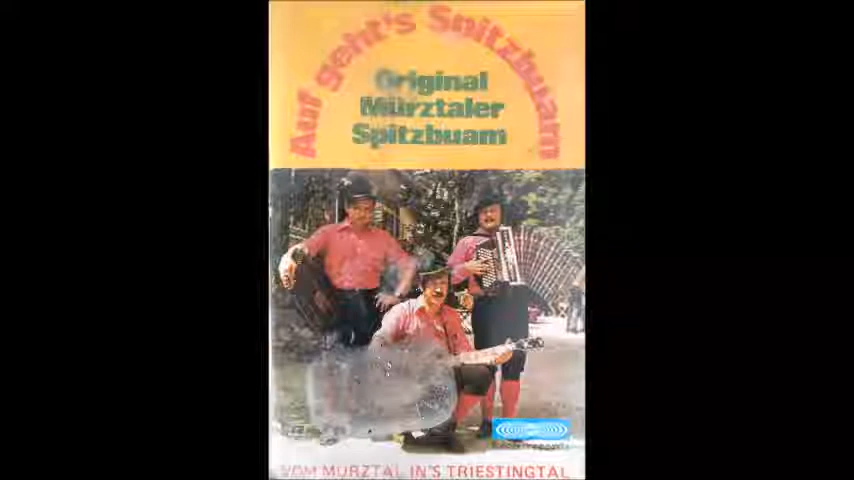 Auf geht's Spitzbuam
Original
Mürztaler
Spitzbuam
VOM MÜRZTAL IN'S TRIESTINGTAL